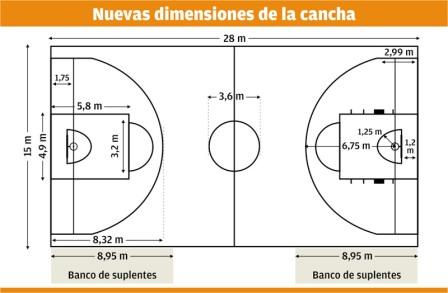 Nuevas dimensiones de la cancha
28 m
2,99 m
1,75
5,8 m
3,6 m
15 m
4,9 m
3,2 m
1,25 m
6,75 m
1,2 m
8,32 m
8,95 m
8,95 m
Banco de suplentes
Banco de suplentes